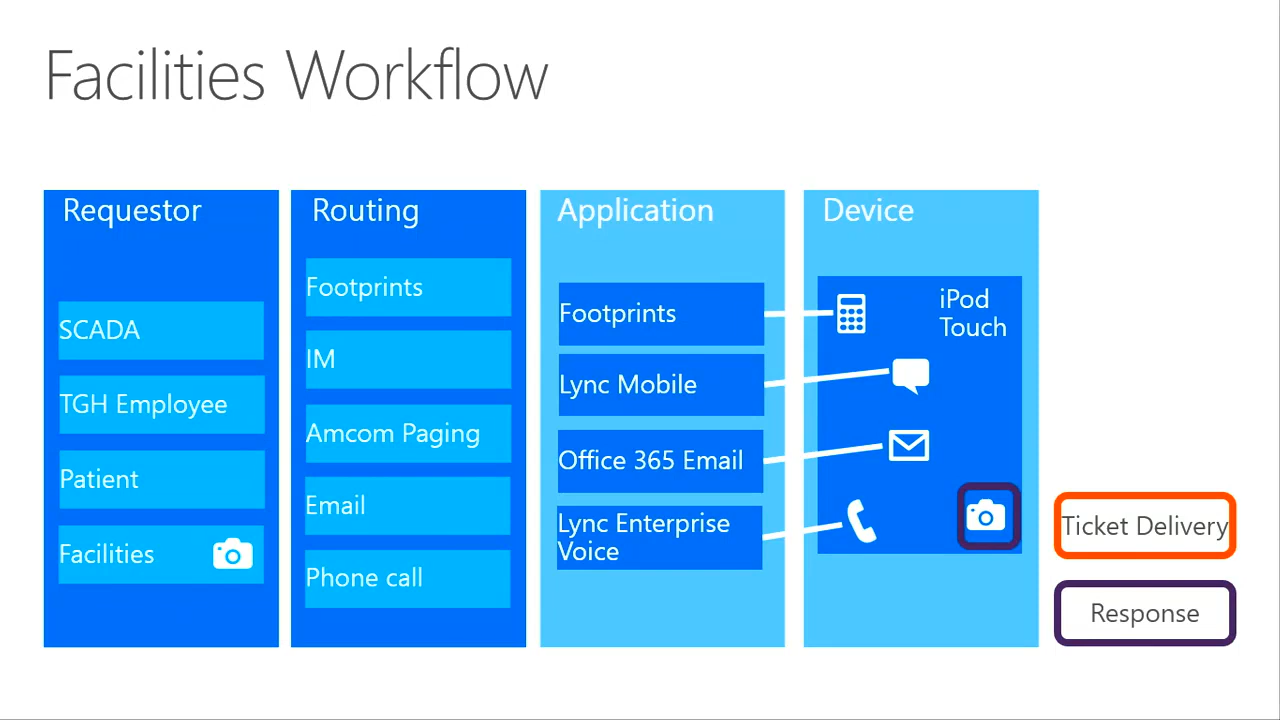 Facilities Workflow
Requestor
SCADA
TGH Employee
Patient
Facilities
Routing
Footprints
IM
Amcom Paging
Email
Phone call
Application
Footprints
Lync Mobile
Office 365 Email
Lync Enterprise
Voice
Device
iPod
Touch
Ticket Delivery
Response